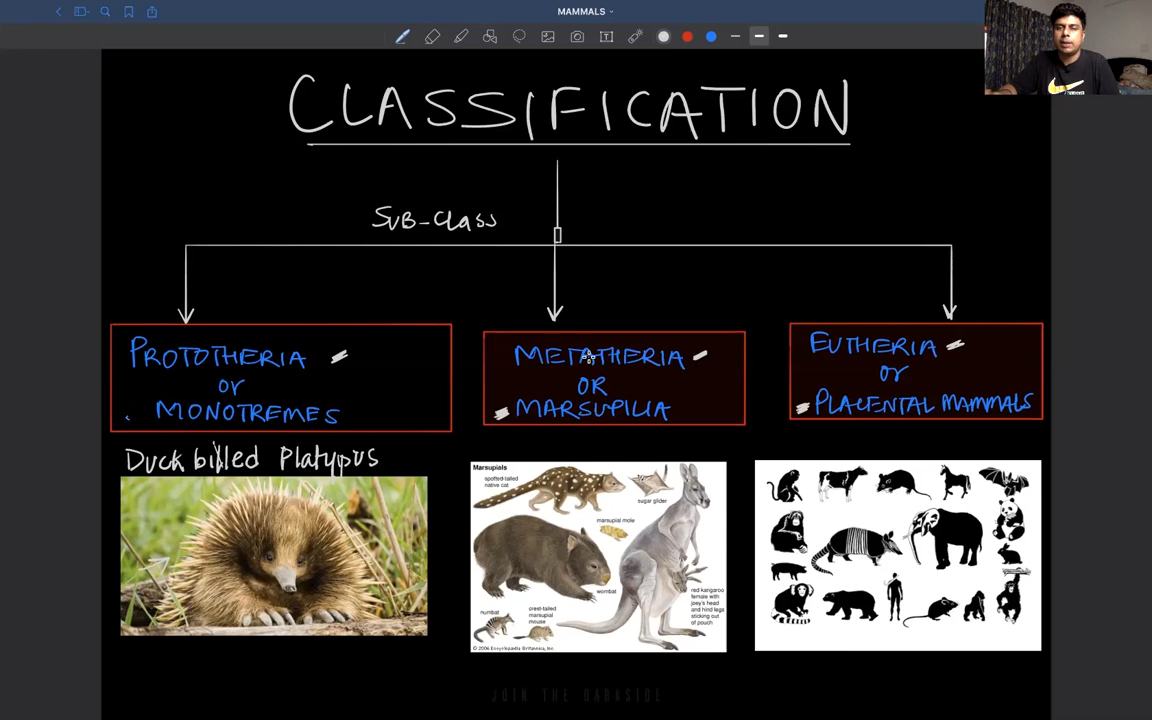 MAMMALS
CLASSIFICATION
SUB-Class
PROTOTHERIA
or
MONOTREMES
METATHERIA
OR
MARSUPILIA
EUTHERIA
or
PLACENTAL MAMMALS
Duck billed Platypus
Marsupials
spotted-tailed
native cat
sugar glider
marsupial mole
wombat
numbat
crest-tailed
marsupial
mouse
red kangaroo
female with
joey's head
and hind legs
sticking out
of pouch
© 2006 Encyclopædia Britannica, Inc.
JOIN THE DARKSIDE